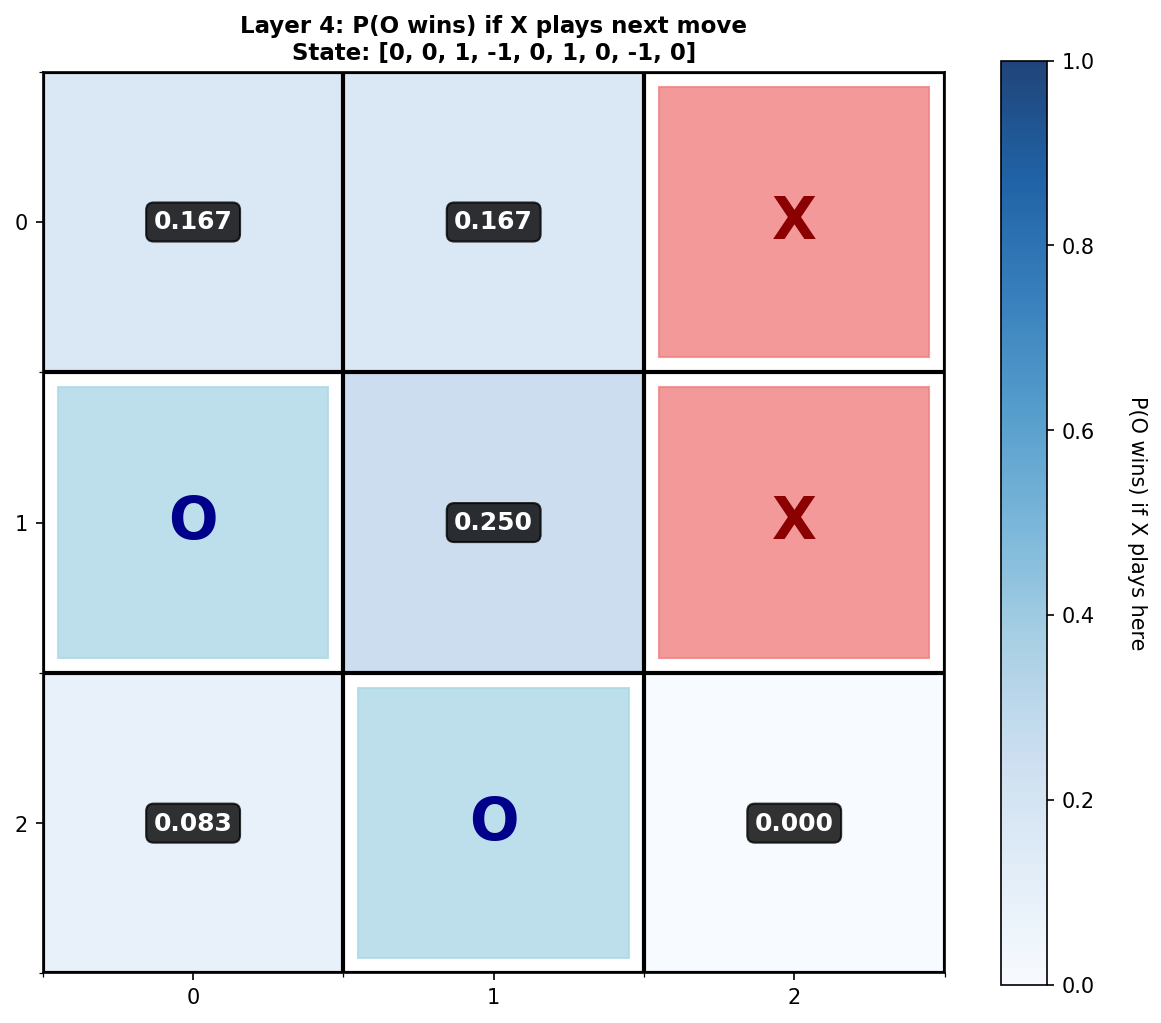 Layer 4: P(O wins) if X plays next move
State: [0, 0, 1, -1, 0, 1, 0, -1, 0]
0
0.167
0.167
X
1
O
0.250
X
2
0.083
O
0.000
0
1
2
1.0
0.8
0.6
0.4
0.2
0.0
P(O wins) if X plays here